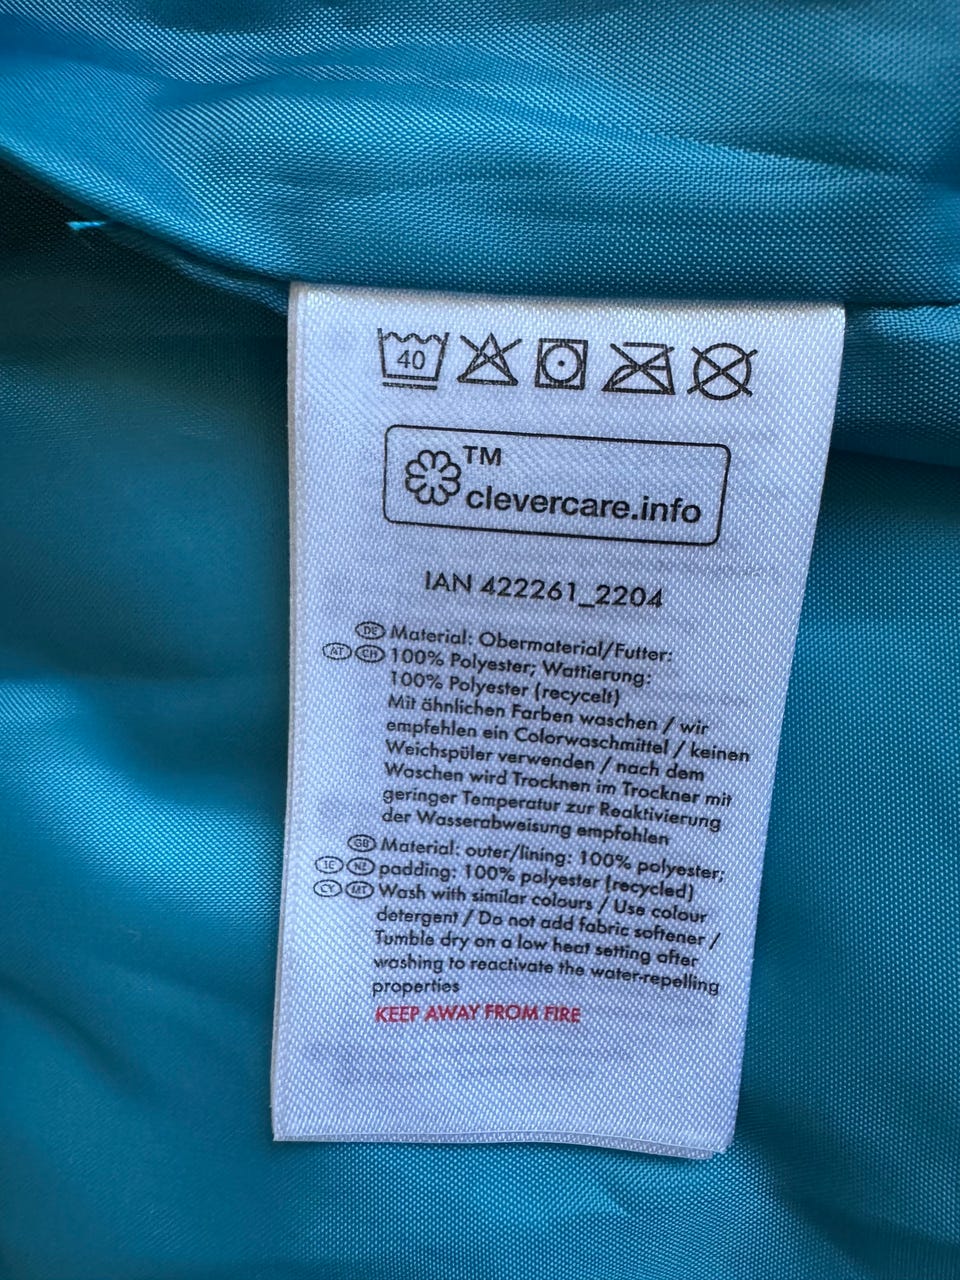 40
TM
clevercare.info
IAN 422261_2204
DE Material: Obermaterial/Futter:
AT CH 100% Polyester; Wattierung:
100% Polyester (recycelt)
Mit ähnlichen Farben waschen / wir
empfehlen ein Colorwaschmittel / keinen
Weichspüler verwenden / nach dem
Waschen wird Trocknen im Trockner mit
geringer Temperatur zur Reaktivierung
der Wasserabweisung empfohlen
GB Material: outer/lining: 100% polyester;
IE NI padding: 100% polyester (recycled)
CY MT Wash with similar colours / Use colour
detergent / Do not add fabric softener /
Tumble dry on a low heat setting after
washing to reactivate the water-repelling
properties
KEEP AWAY FROM FIRE